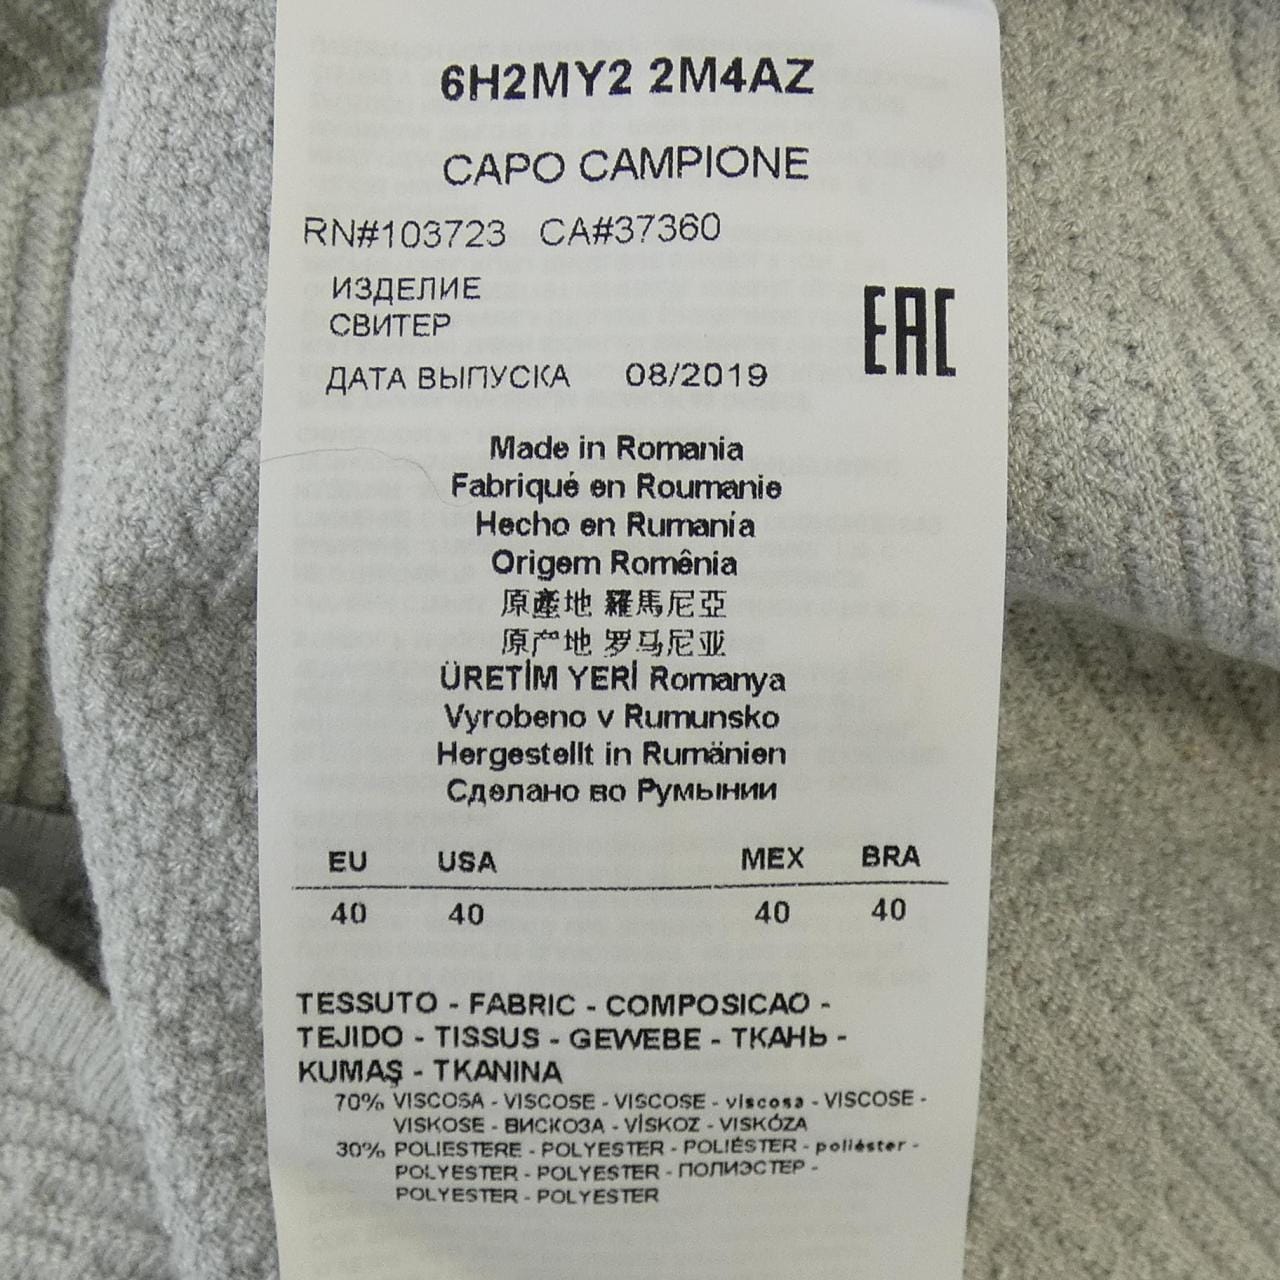 6H2MY2 2M4AZ
CAPO CAMPIONE
RN#103723 CA#37360
ИЗДЕЛИЕ
СВИТЕР
EAC
ДАТА ВЫПУСКА 08/2019
Made in Romania
Fabriqué en Roumanie
Hecho en Rumanía
Origem Romênia
原產地 羅馬尼亞
原产地 罗马尼亚
ÜRETİM YERİ Romanya
Vyrobeno v Rumunsko
Hergestellt in Rumänien
Сделано во Румынии
EU USA MEX BRA
40 40 40 40
TESSUTO - FABRIC - COMPOSICAO -
TEJIDO - TISSUS - GEWEBE - ТКАНЬ -
KUMAŞ - TKANINA
70% VISCOSA - VISCOSE - VISCOSE - viscosa - VISCOSE -
VISKOSE - ВИСКОЗА - VİSKOZ - VISKÓZA
30% POLIESTERE - POLYESTER - POLIÉSTER - poliéster -
POLYESTER - POLYESTER - ПОЛИЭСТЕР -
POLYESTER - POLYESTER